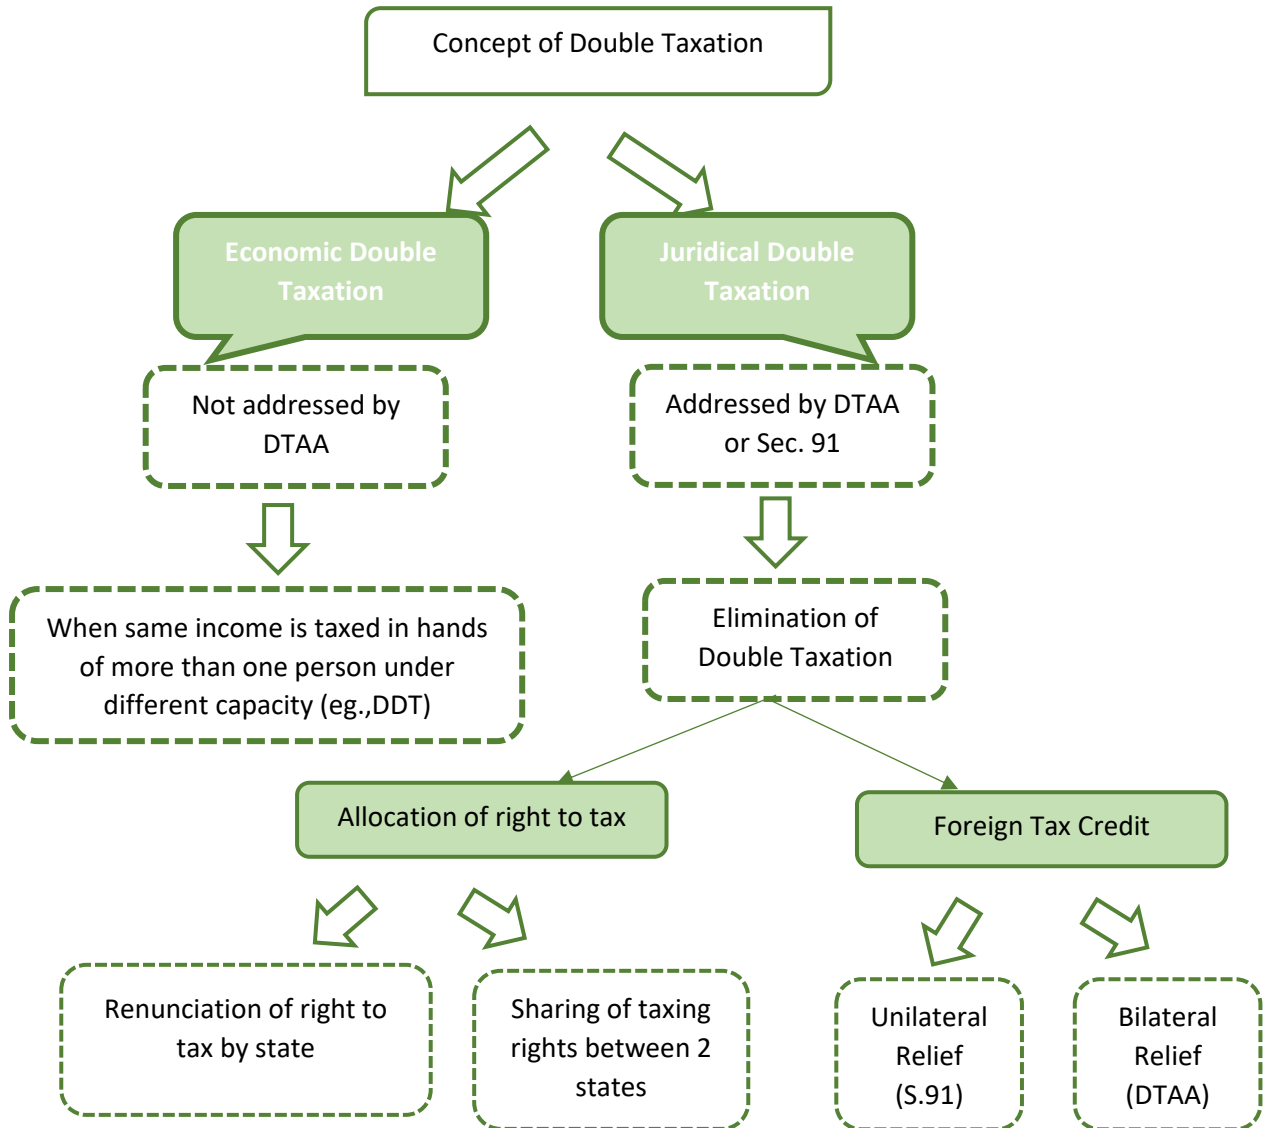 Concept of Double Taxation
Economic Double
Taxation
Juridical Double
Taxation
Not addressed by
DTAA
Addressed by DTAA
or Sec. 91
When same income is taxed in hands
of more than one person under
different capacity (eg.,DDT)
Elimination of
Double Taxation
Allocation of right to tax
Foreign Tax Credit
Renunciation of right to
tax by state
Sharing of taxing
rights between 2
states
Unilateral
Relief
(S.91)
Bilateral
Relief
(DTAA)